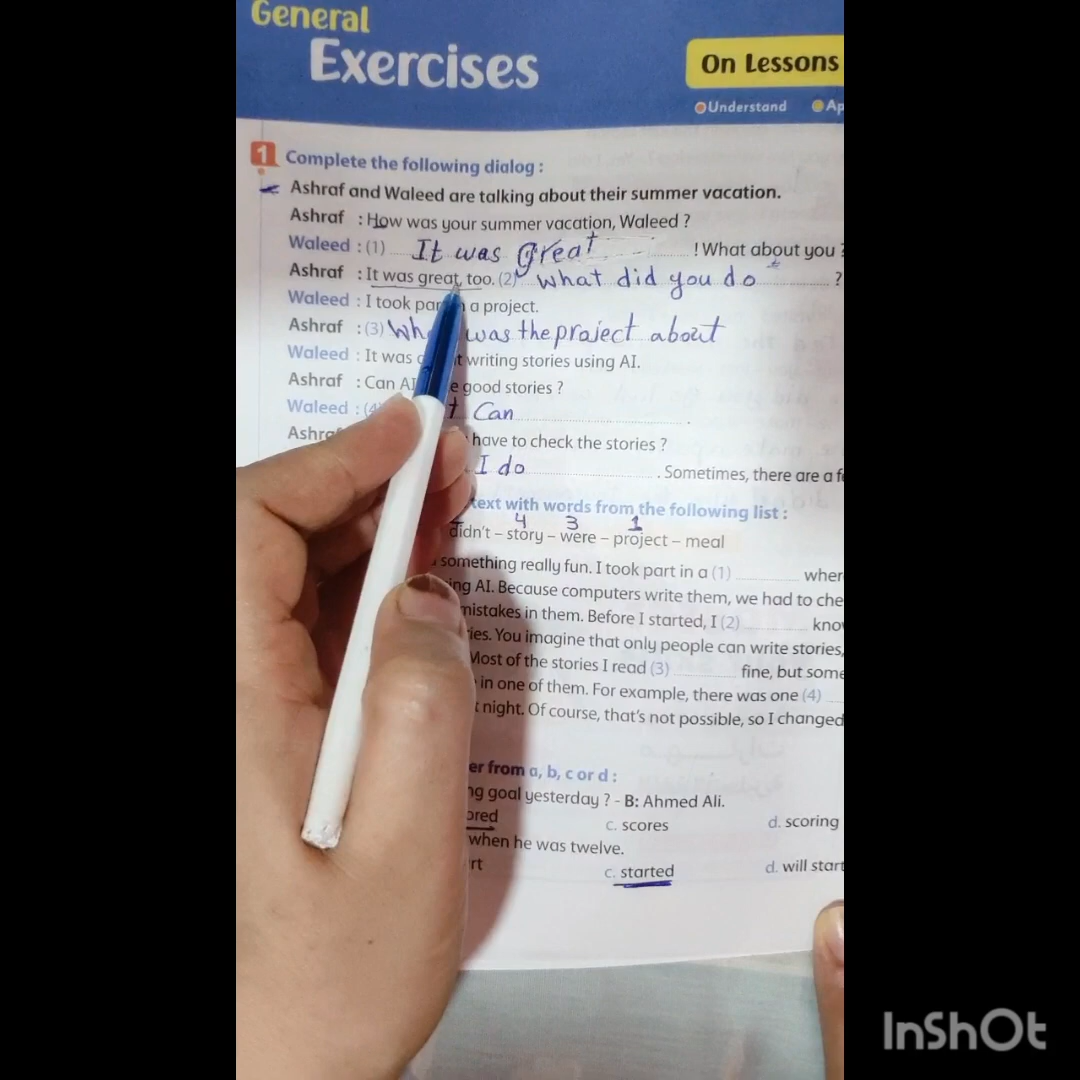 General
Exercises
On Lessons
Understand
1 Complete the following dialog :
Ashraf and Waleed are talking about their summer vacation.
Ashraf : How was your summer vacation, Waleed ?
Waleed : (1) It was great ! What about you ?
Ashraf : It was great, too. (2) what did you do ?
Waleed : I took part a project.
Ashraf : (3) was the project about
Waleed : It was writing stories using AI.
Ashraf : Can AI good stories ?
Waleed : Can .
have to check the stories ?
I do . Sometimes, there are a
text with words from the following list :
4 3 1
didn't – story – were – project – meal
something really fun. I took part in a (1)
AI. Because computers write them, we had to
mistakes in them. Before I started, I (2)
You imagine that only people can write stories,
Most of the stories I read (3) fine, but
in one of them. For example, there was one (4)
night. Of course, that's not possible, so I changed
from a, b, c or d :
goal yesterday ? - B: Ahmed Ali.
c. scores d. scoring
when he was twelve.
c. started d. will start
InShOt